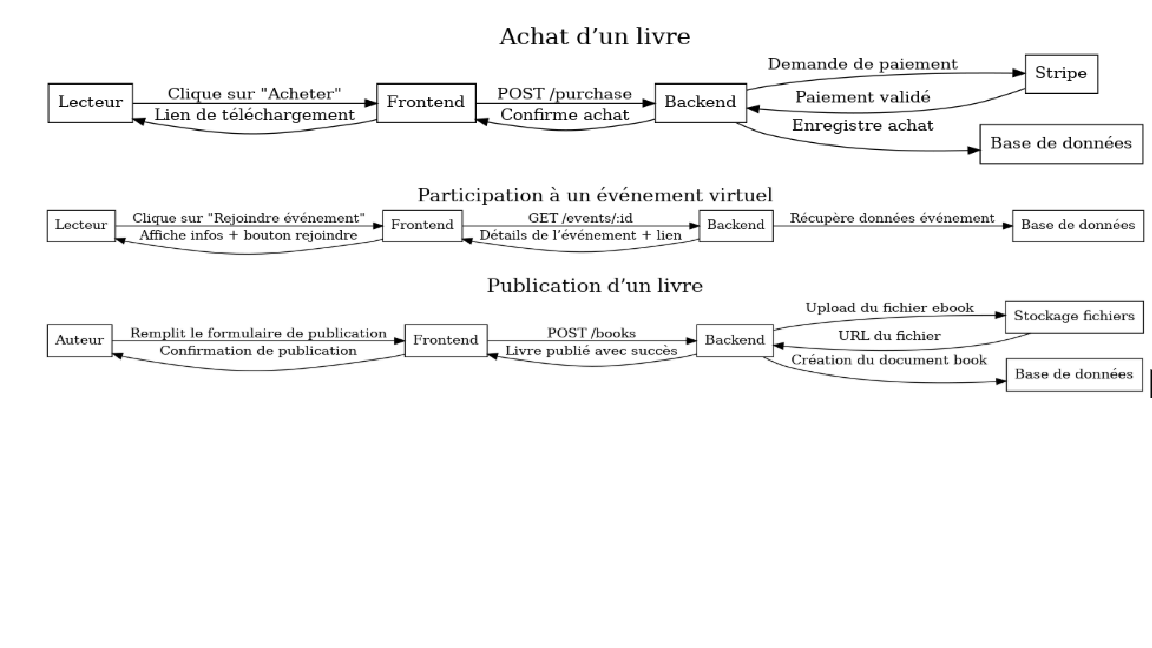 Achat d’un livre
Demande de paiement
Stripe
Lecteur
Clique sur "Acheter"
Frontend
POST /purchase
Backend
Paiement validé
Lien de téléchargement
Confirme achat
Enregistre achat
Base de données
Participation à un événement virtuel
Lecteur
Clique sur "Rejoindre événement"
Frontend
GET /events/:id
Backend
Récupère données événement
Base de données
Affiche infos + bouton rejoindre
Détails de l’événement + lien
Publication d’un livre
Upload du fichier ebook
Stockage fichiers
Auteur
Remplit le formulaire de publication
Frontend
POST /books
Backend
URL du fichier
Confirmation de publication
Livre publié avec succès
Création du document book
Base de données